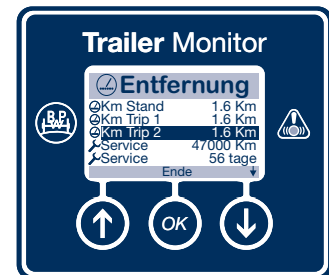 Trailer Monitor
Entfernung
Km Stand 1.6 Km
Km Trip 1 1.6 Km
Km Trip 2 1.6 Km
Service 47000 Km
Service 56 tage
Ende
BPW
OK